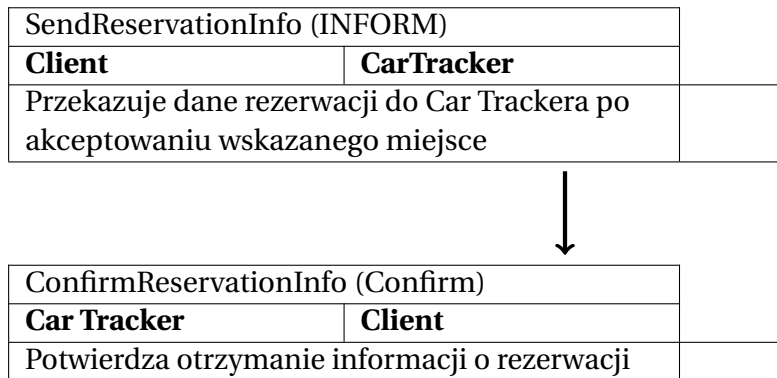 SendReservationInfo (INFORM)
Client CarTracker
Przekazuje dane rezerwacji do Car Trackera po
akceptowaniu wskazanego miejsce
ConfirmReservationInfo (Confirm)
Car Tracker Client
Potwierdza otrzymanie informacji o rezerwacji